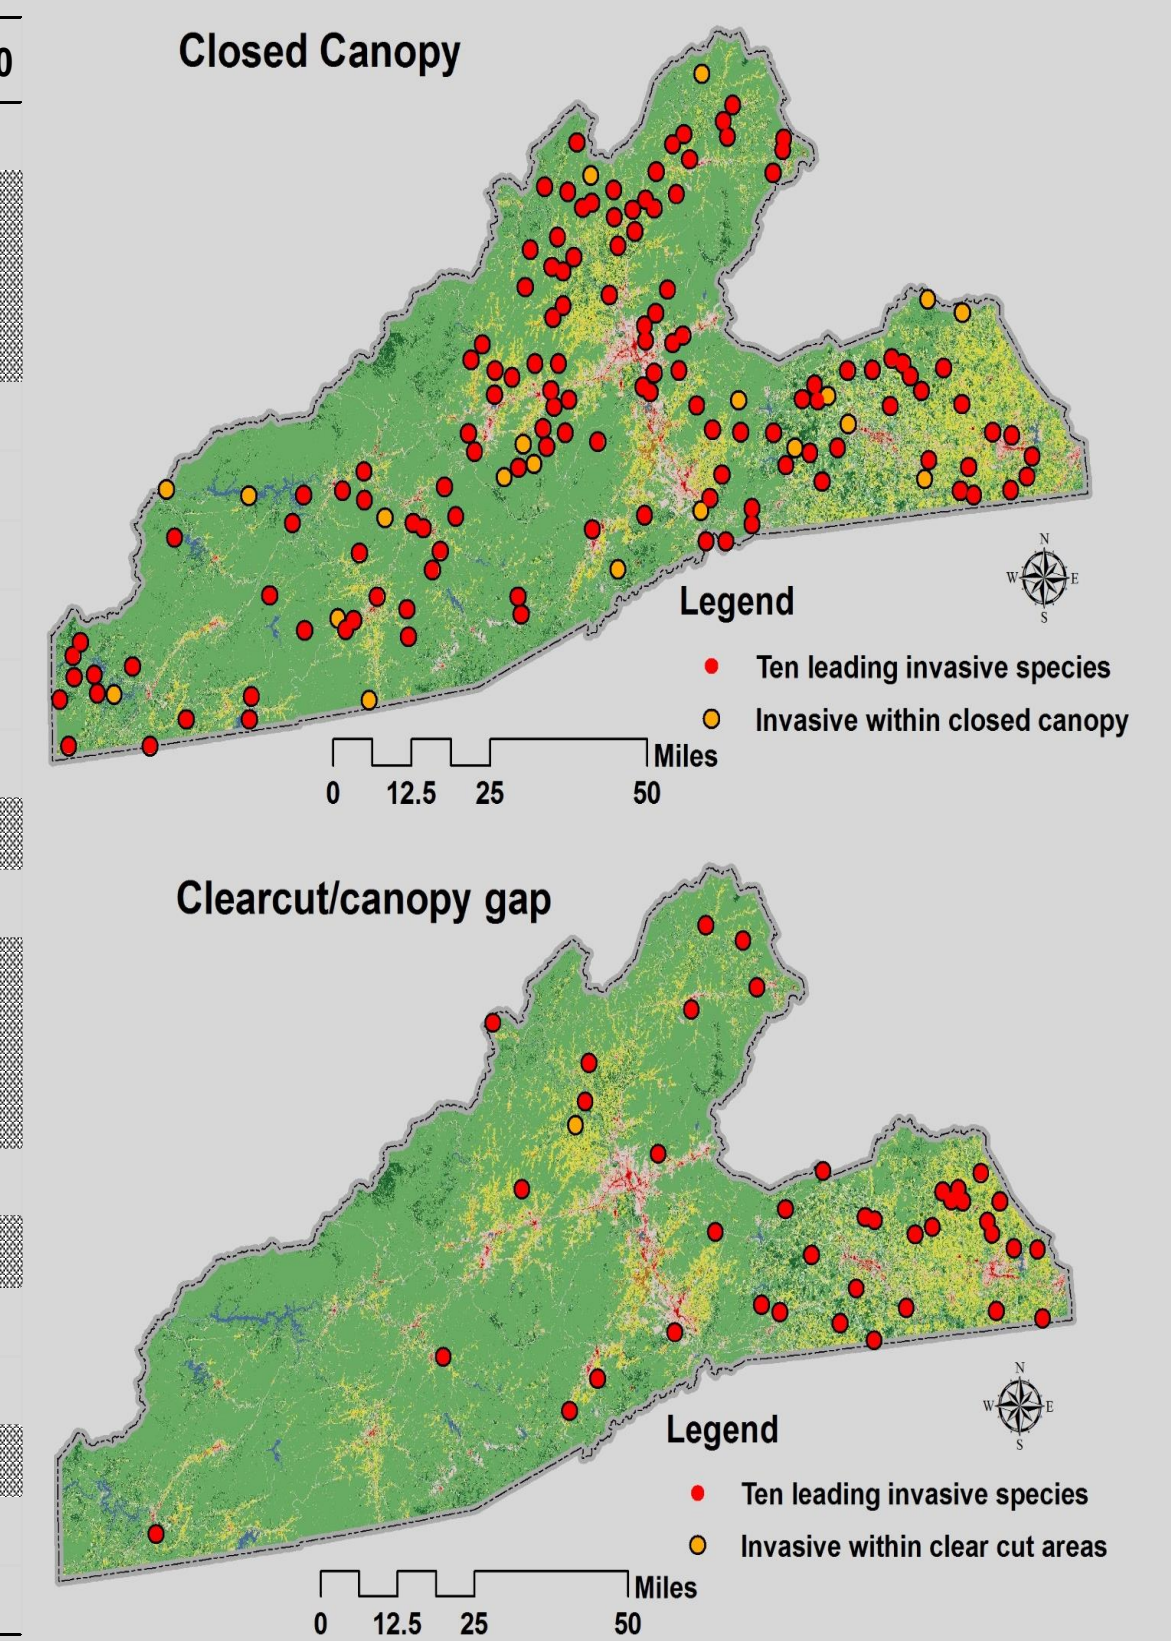 0
Closed Canopy
N
W E
S
Legend
Ten leading invasive species
Invasive within closed canopy
Miles
0 12.5 25 50
Clearcut/canopy gap
N
W E
S
Legend
Ten leading invasive species
Invasive within clear cut areas
Miles
0 12.5 25 50